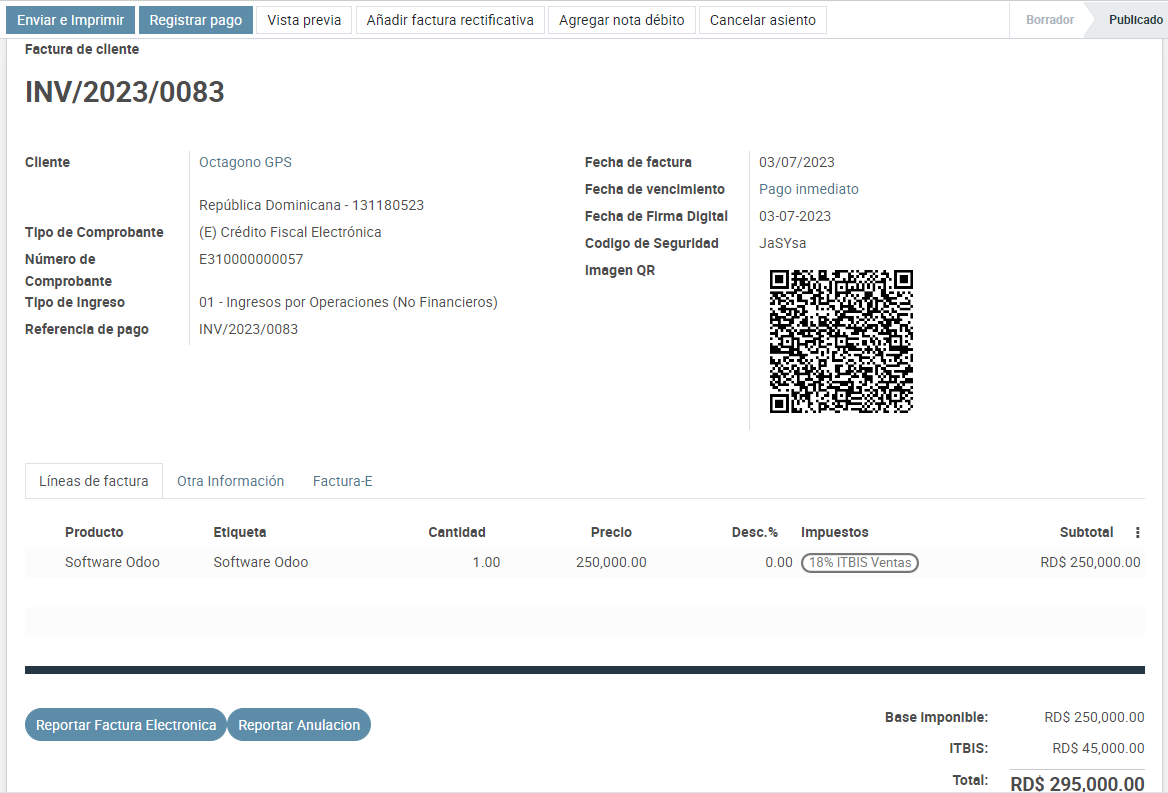 Enviar e Imprimir Registrar pago Vista previa Añadir factura rectificativa Agregar nota débito Cancelar asiento Borrador Publicado
Factura de cliente
INV/2023/0083
Cliente Octagono GPS
República Dominicana - 131180523
Tipo de Comprobante (E) Crédito Fiscal Electrónica
Número de Comprobante E310000000057
Tipo de Ingreso 01 - Ingresos por Operaciones (No Financieros)
Referencia de pago INV/2023/0083
Fecha de factura 03/07/2023
Fecha de vencimiento Pago inmediato
Fecha de Firma Digital 03-07-2023
Codigo de Seguridad JaSYsa
Imagen QR
Líneas de factura Otra Información Factura-E
Producto Etiqueta Cantidad Precio Desc.% Impuestos Subtotal
Software Odoo Software Odoo 1.00 250,000.00 0.00 18% ITBIS Ventas RD$ 250,000.00
Reportar Factura Electronica Reportar Anulacion
Base imponible: RD$ 250,000.00
ITBIS: RD$ 45,000.00
Total: RD$ 295,000.00